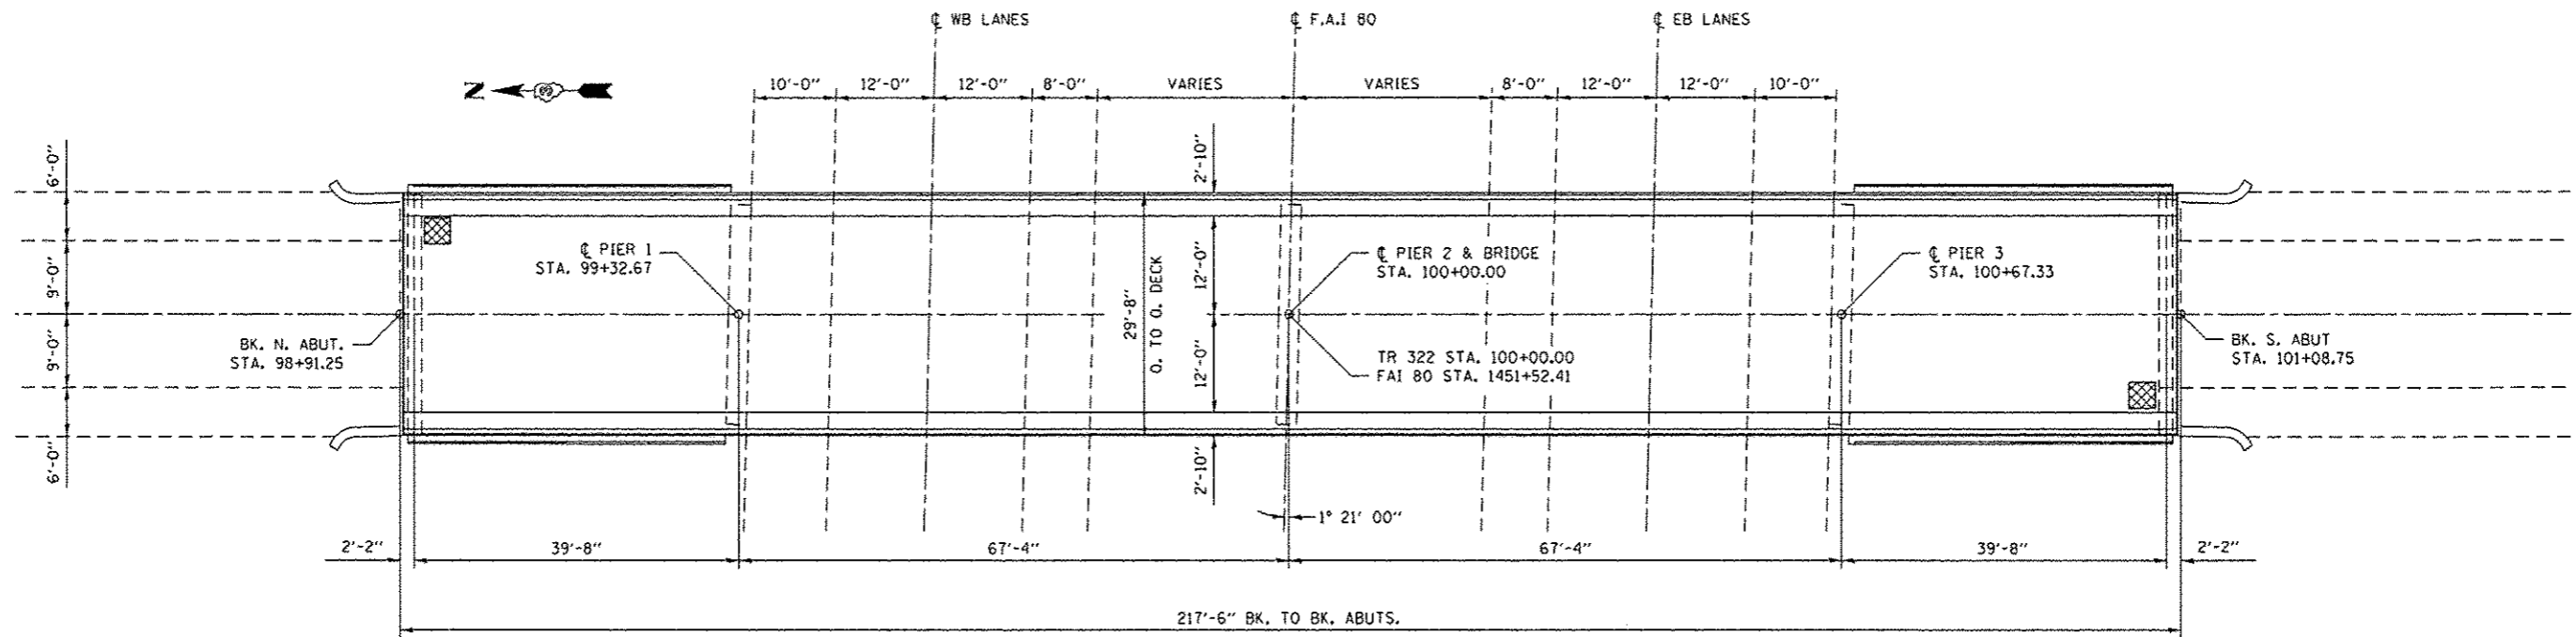 ℄ WB LANES
℄ F.A.I 80
℄ EB LANES
N
10'-0" 12'-0" 12'-0" 8'-0" VARIES VARIES 8'-0" 12'-0" 12'-0" 10'-0"
6'-0"
9'-0"
9'-0"
6'-0"
2'-10"
12'-0"
12'-0"
2'-10"
29'-8"
O. TO O. DECK
℄ PIER 1
STA. 99+32.67
℄ PIER 2 & BRIDGE
STA. 100+00.00
℄ PIER 3
STA. 100+67.33
BK. N. ABUT.
STA. 98+91.25
TR 322 STA. 100+00.00
FAI 80 STA. 1451+52.41
BK. S. ABUT
STA. 101+08.75
1° 21' 00"
2'-2" 39'-8" 67'-4" 67'-4" 39'-8" 2'-2"
217'-6" BK. TO BK. ABUTS.